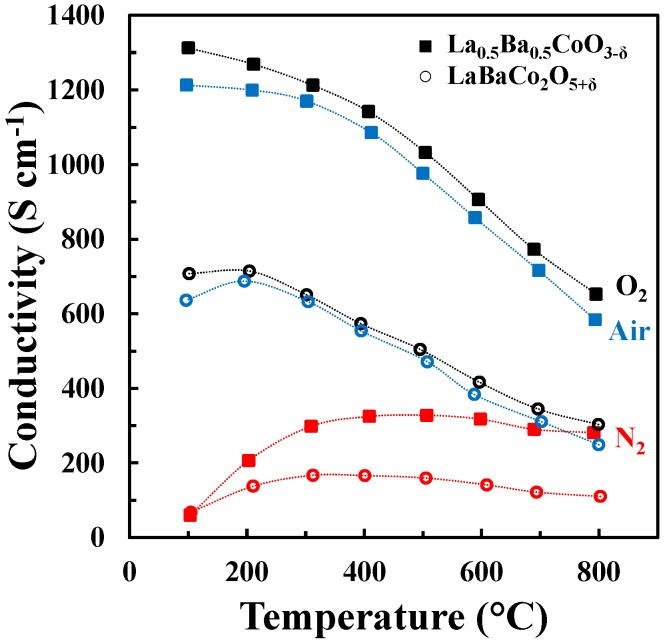 1400
1200
1000
800
600
400
200
0
Conductivity (S cm⁻¹)
La₀.₅Ba₀.₅CoO₃₋δ
LaBaCo₂O₅₊δ
O₂
Air
N₂
0 200 400 600 800
Temperature (°C)